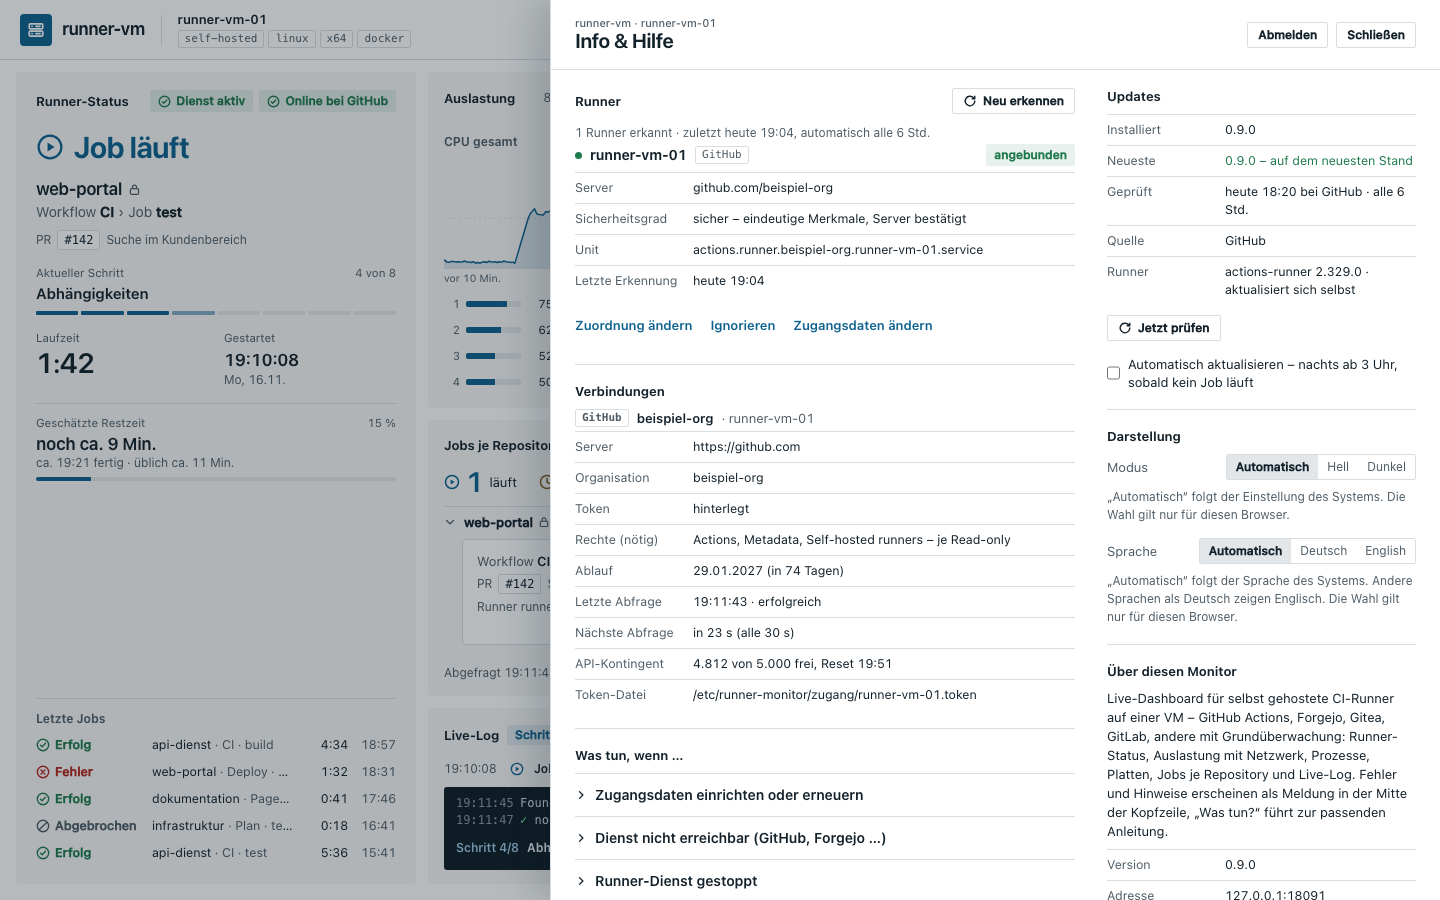 runner-vm
runner-vm-01
self-hosted linux x64 docker
Runner-Status Dienst aktiv Online bei GitHub
Job läuft
web-portal
Workflow CI › Job test
PR #142 Suche im Kundenbereich
Aktueller Schritt 4 von 8
Abhängigkeiten
Laufzeit Gestartet
1:42 19:10:08
Mo, 16.11.
Geschätzte Restzeit 15 %
noch ca. 9 Min.
ca. 19:21 fertig · üblich ca. 11 Min.
Letzte Jobs
Erfolg api-dienst · CI · build 4:34 18:57
Fehler web-portal · Deploy · ... 1:32 18:31
Erfolg dokumentation · Page... 0:41 17:46
Abgebrochen infrastruktur · Plan · te... 0:18 16:41
Erfolg api-dienst · CI · test 5:36 15:41
Auslastung
CPU gesamt
vor 10 Min.
1
2
3
4
Jobs je
1 läuft
web-portal
Workflow CI
PR #142
Runner
Abgefragt
Live-Log
19:10:08
19:11:45
19:11:47 ✓
Schritt 4/8
runner-vm · runner-vm-01
Info & Hilfe
Abmelden Schließen
Runner Neu erkennen
1 Runner erkannt · zuletzt heute 19:04, automatisch alle 6 Std.
runner-vm-01 GitHub angebunden
Server github.com/beispiel-org
Sicherheitsgrad sicher – eindeutige Merkmale, Server bestätigt
Unit actions.runner.beispiel-org.runner-vm-01.service
Letzte Erkennung heute 19:04
Zuordnung ändern Ignorieren Zugangsdaten ändern
Verbindungen
GitHub beispiel-org · runner-vm-01
Server https://github.com
Organisation beispiel-org
Token hinterlegt
Rechte (nötig) Actions, Metadata, Self-hosted runners – je Read-only
Ablauf 29.01.2027 (in 74 Tagen)
Letzte Abfrage 19:11:43 · erfolgreich
Nächste Abfrage in 23 s (alle 30 s)
API-Kontingent 4.812 von 5.000 frei, Reset 19:51
Token-Datei /etc/runner-monitor/zugang/runner-vm-01.token
Was tun, wenn ...
Zugangsdaten einrichten oder erneuern
Dienst nicht erreichbar (GitHub, Forgejo ...)
Runner-Dienst gestoppt
Updates
Installiert 0.9.0
Neueste 0.9.0 – auf dem neuesten Stand
Geprüft heute 18:20 bei GitHub · alle 6
Std.
Quelle GitHub
Runner actions-runner 2.329.0 ·
aktualisiert sich selbst
Jetzt prüfen
Automatisch aktualisieren – nachts ab 3 Uhr,
sobald kein Job läuft
Darstellung
Modus Automatisch Hell Dunkel
„Automatisch“ folgt der Einstellung des Systems. Die
Wahl gilt nur für diesen Browser.
Sprache Automatisch Deutsch English
„Automatisch“ folgt der Sprache des Systems. Andere
Sprachen als Deutsch zeigen Englisch. Die Wahl gilt
nur für diesen Browser.
Über diesen Monitor
Live-Dashboard für selbst gehostete CI-Runner
auf einer VM – GitHub Actions, Forgejo, Gitea,
GitLab, andere mit Grundüberwachung: Runner-
Status, Auslastung mit Netzwerk, Prozesse,
Platten, Jobs je Repository und Live-Log. Fehler
und Hinweise erscheinen als Meldung in der Mitte
der Kopfzeile, „Was tun?“ führt zur passenden
Anleitung.
Version 0.9.0
Adresse 127.0.0.1:18091